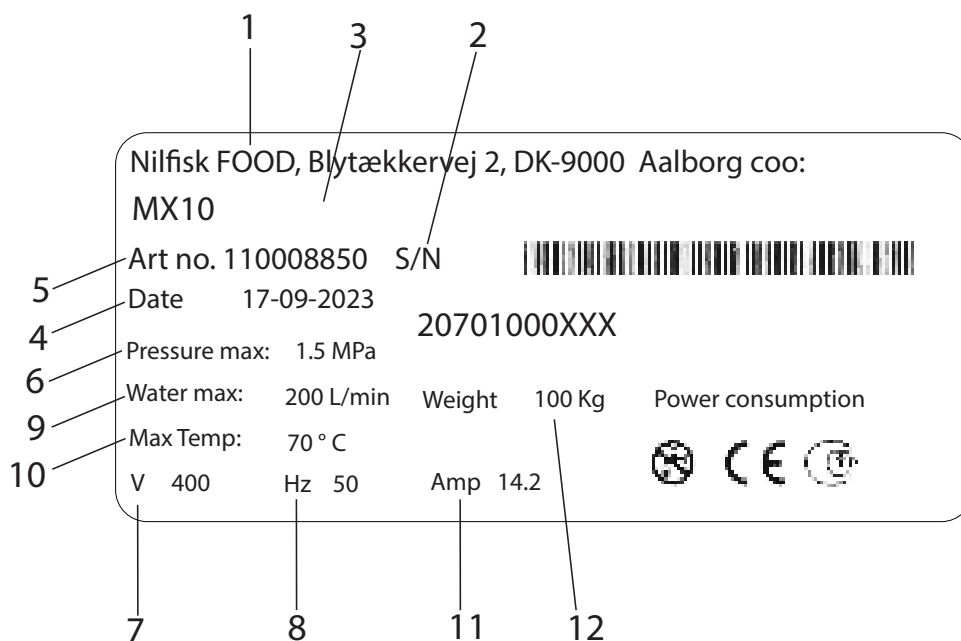 1
3
2
Nilfisk FOOD, Blytækkervej 2, DK-9000 Aalborg coo:
MX10
5
Art no. 110008850 S/N
4
Date 17-09-2023
20701000XXX
6
Pressure max: 1.5 MPa
9
Water max: 200 L/min Weight 100 Kg Power consumption
10
Max Temp: 70 ° C
CE
V 400 Hz 50 Amp 14.2
7 8 11 12